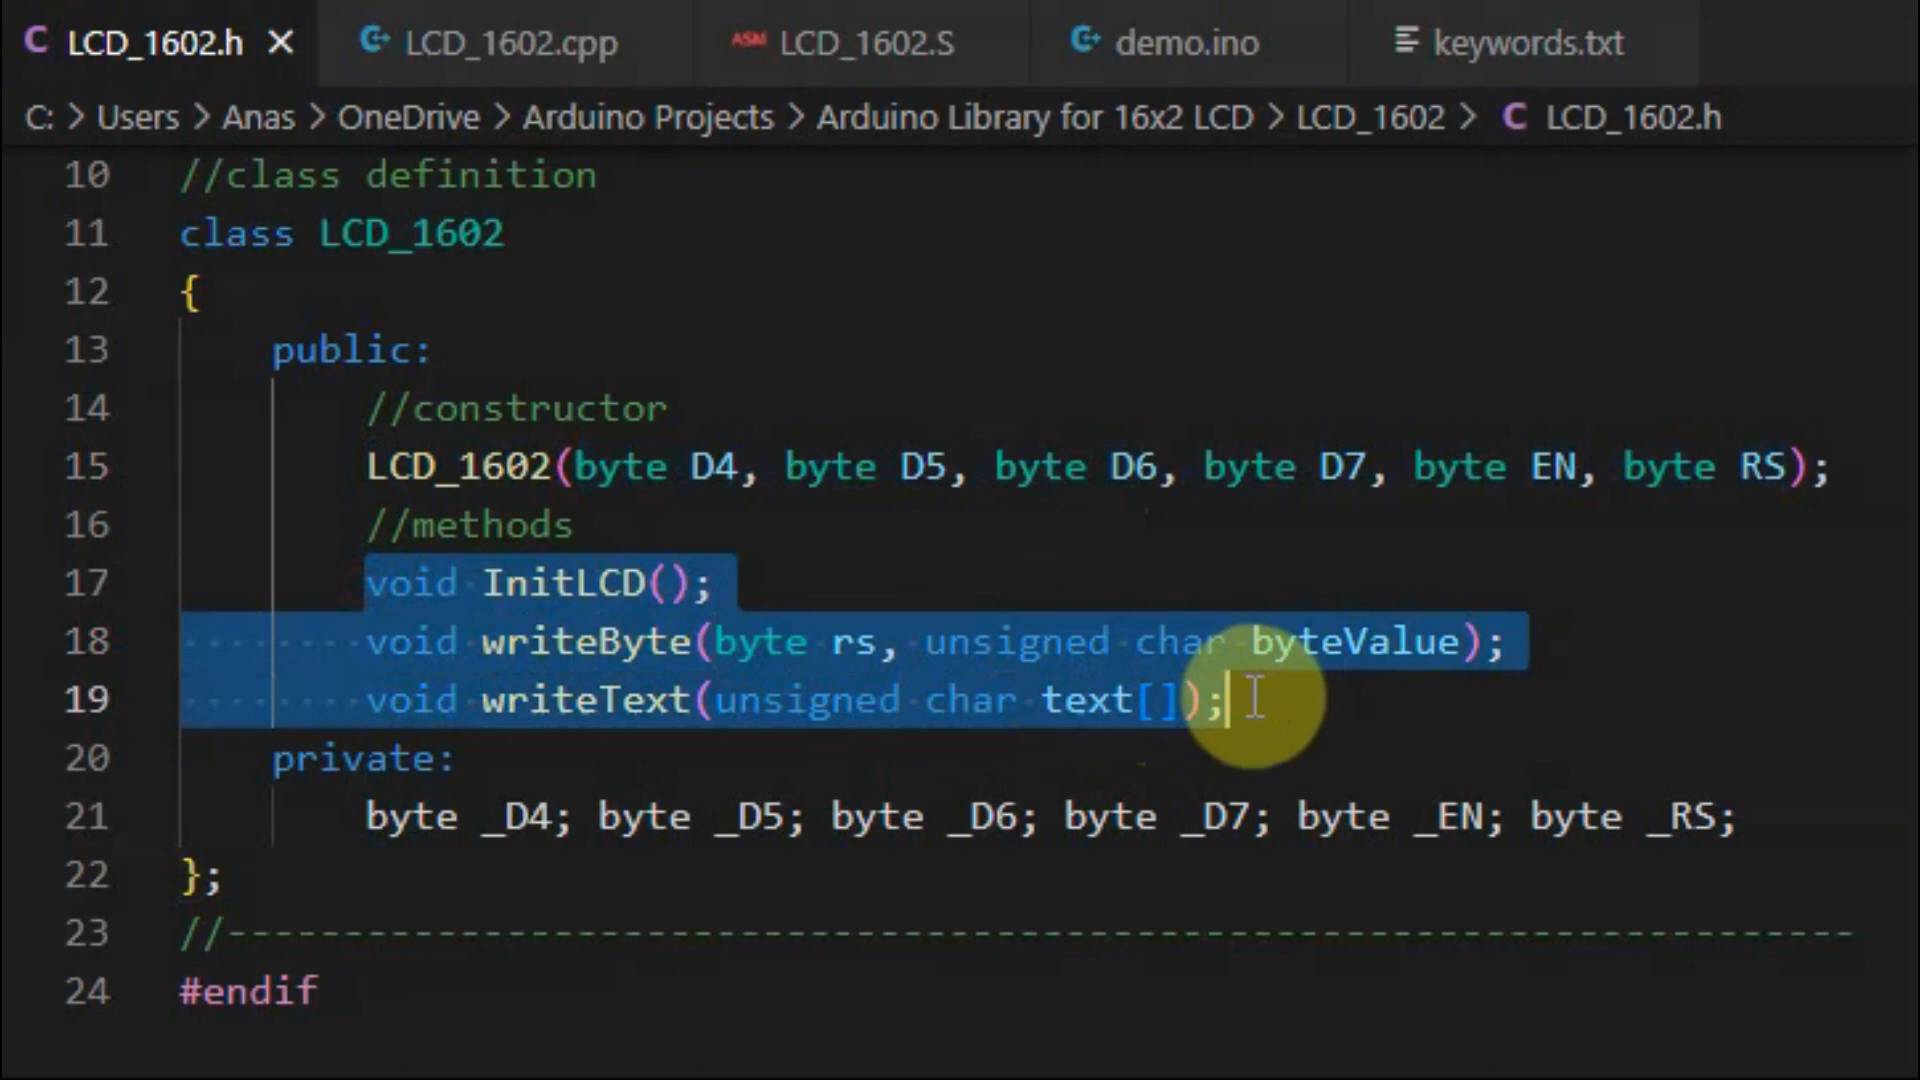 LCD_1602.h LCD_1602.cpp ASM LCD_1602.S demo.ino keywords.txt
C: > Users > Anas > OneDrive > Arduino Projects > Arduino Library for 16x2 LCD > LCD_1602 > C LCD_1602.h
10 //class definition
11 class LCD_1602
12 {
13 public:
14 //constructor
15 LCD_1602(byte D4, byte D5, byte D6, byte D7, byte EN, byte RS);
16 //methods
17 void InitLCD();
18 void writeByte(byte rs, unsigned char byteValue);
19 void writeText(unsigned char text[]);
20 private:
21 byte _D4; byte _D5; byte _D6; byte _D7; byte _EN; byte _RS;
22 };
23 //----------------------------------------------------------------------
24 #endif